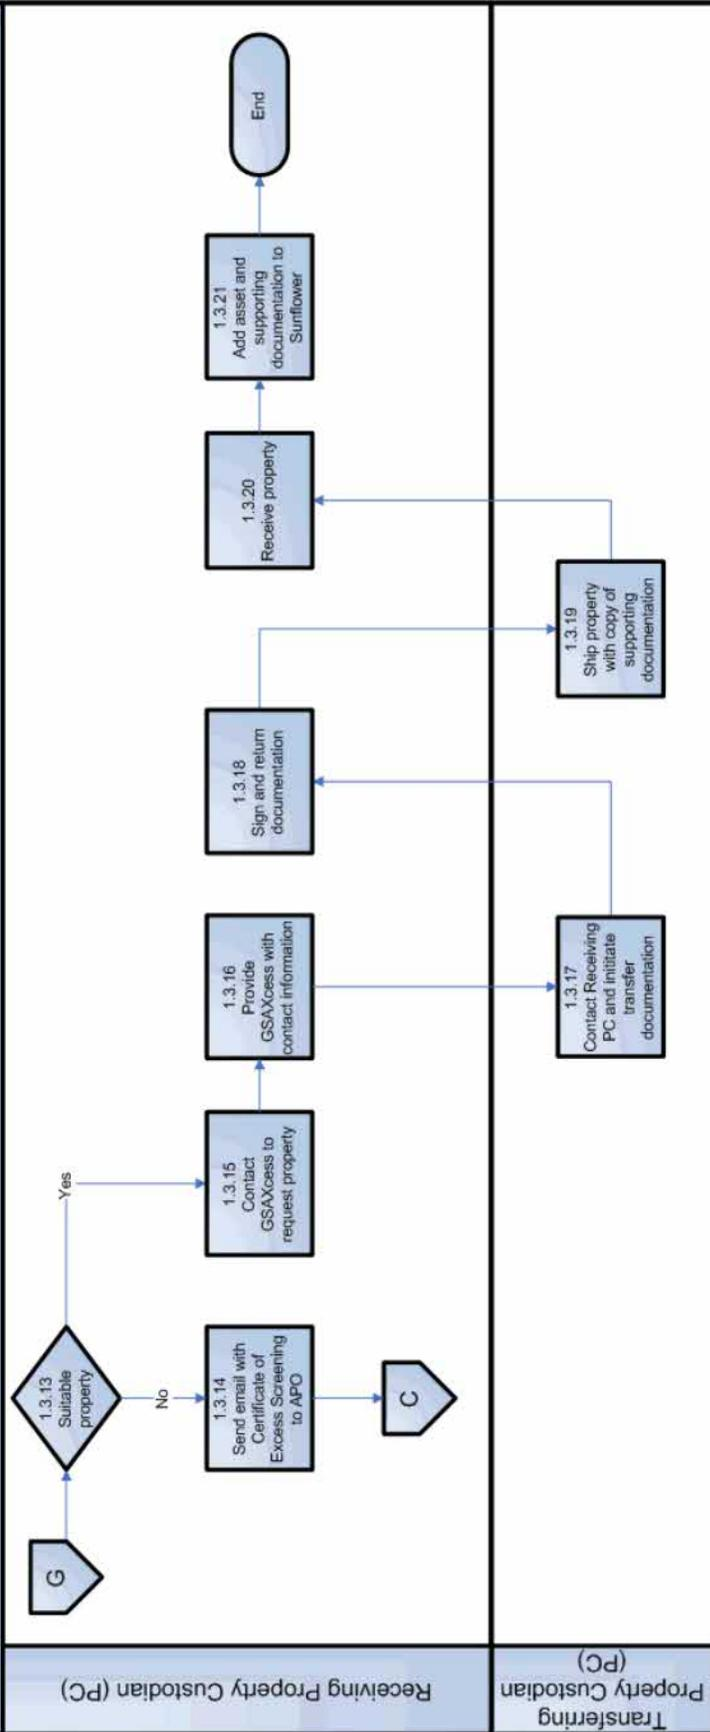 Receiving Property Custodian (PC)
G
1.3.13
Suitable
property
No
Yes
1.3.14
Send email with
Certificate of
Excess Screening
to APO
C
1.3.15
Contact
GSAXcess to
request property
1.3.16
Provide
GSAXcess with
contact information
1.3.18
Sign and return
documentation
1.3.20
Receive property
1.3.21
Add asset and
supporting
documentation to
Sunflower
End
Transferring
Property Custodian
(PC)
1.3.17
Contact Receiving
PC and inititate
transfer
documentation
1.3.19
Ship property
with copy of
supporting
documentation